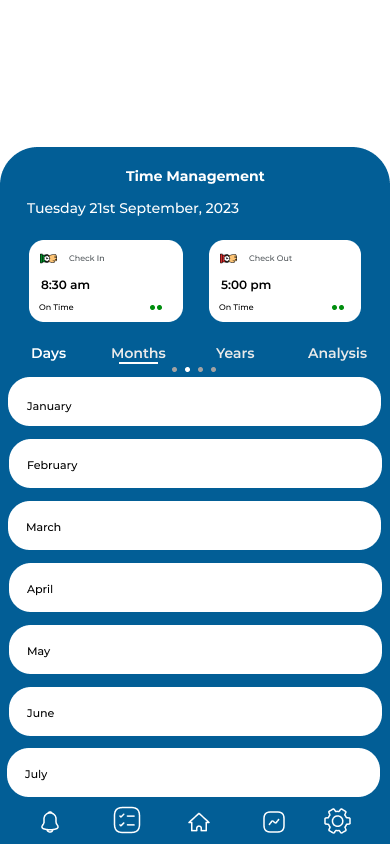 Time Management
Tuesday 21st September, 2023
Check In
8:30 am
On Time
Check Out
5:00 pm
On Time
Days Months Years Analysis
January
February
March
April
May
June
July